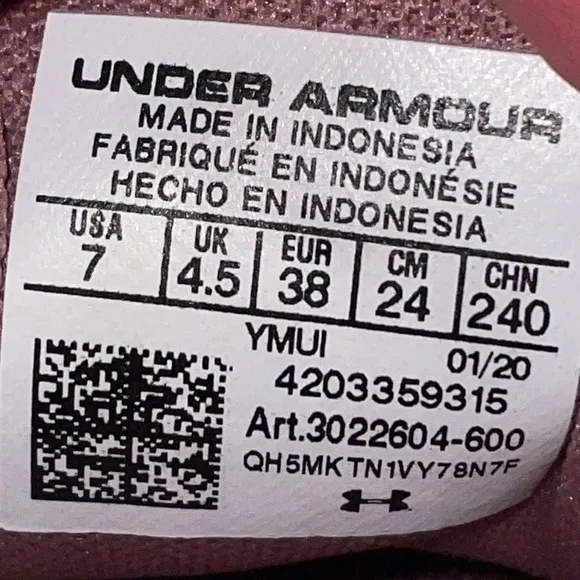 UNDER ARMOUR
MADE IN INDONESIA
FABRIQUÉ EN INDONÉSIE
HECHO EN INDONESIA
USA UK EUR CM CHN
7 4.5 38 24 240
YMUI 01/20
4203359315
Art.3022604-600
QH5MKTN1VY78N7F